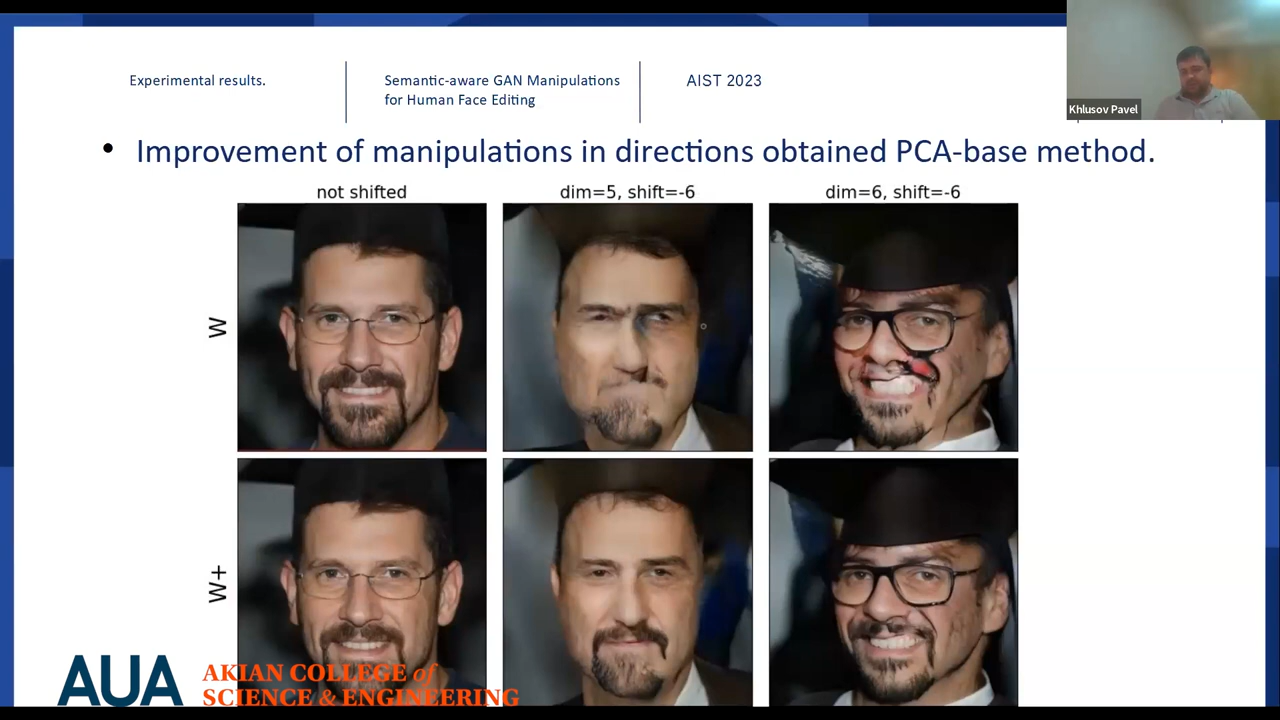 Experimental results.
Semantic-aware GAN Manipulations
for Human Face Editing
AIST 2023
Khlusov Pavel
• Improvement of manipulations in directions obtained PCA-base method.
not shifted
dim=5, shift=-6
dim=6, shift=-6
W
W+
AUA
AKIAN COLLEGE of
SCIENCE & ENGINEERING